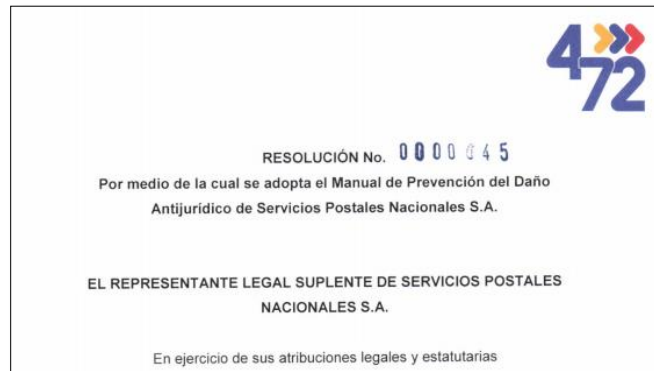 472
RESOLUCIÓN No. 0000045
Por medio de la cual se adopta el Manual de Prevención del Daño
Antijurídico de Servicios Postales Nacionales S.A.
EL REPRESENTANTE LEGAL SUPLENTE DE SERVICIOS POSTALES
NACIONALES S.A.
En ejercicio de sus atribuciones legales y estatutarias